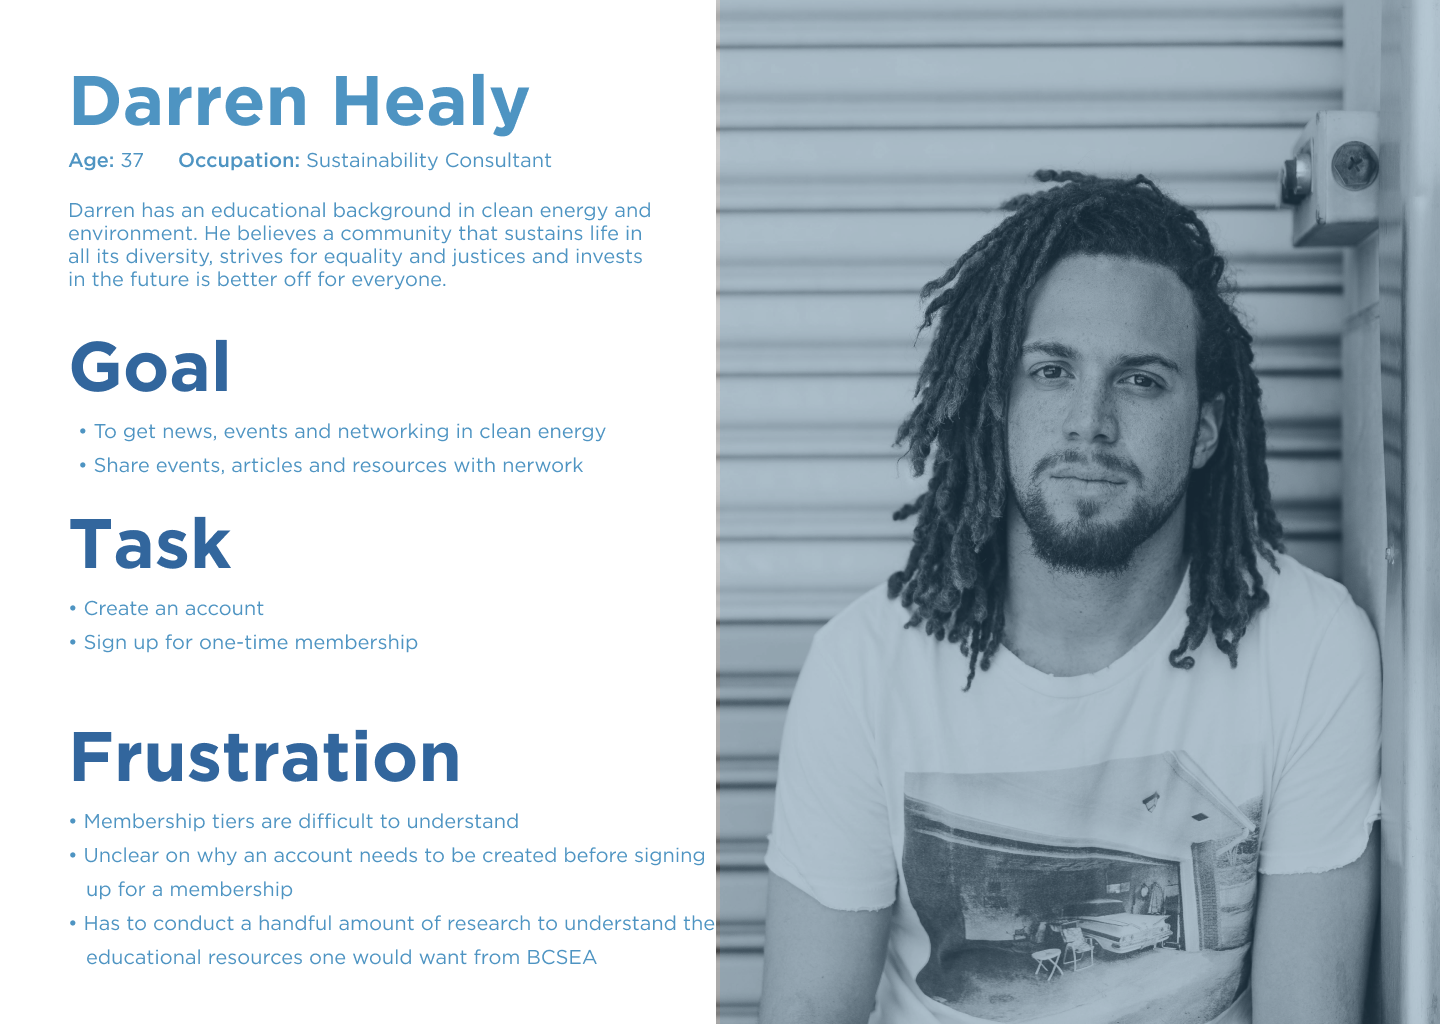 Darren Healy
Age: 37 Occupation: Sustainability Consultant
Darren has an educational background in clean energy and
environment. He believes a community that sustains life in
all its diversity, strives for equality and justices and invests
in the future is better off for everyone.
Goal
• To get news, events and networking in clean energy
• Share events, articles and resources with nerwork
Task
• Create an account
• Sign up for one-time membership
Frustration
• Membership tiers are difficult to understand
• Unclear on why an account needs to be created before signing
up for a membership
• Has to conduct a handful amount of research to understand the
educational resources one would want from BCSEA